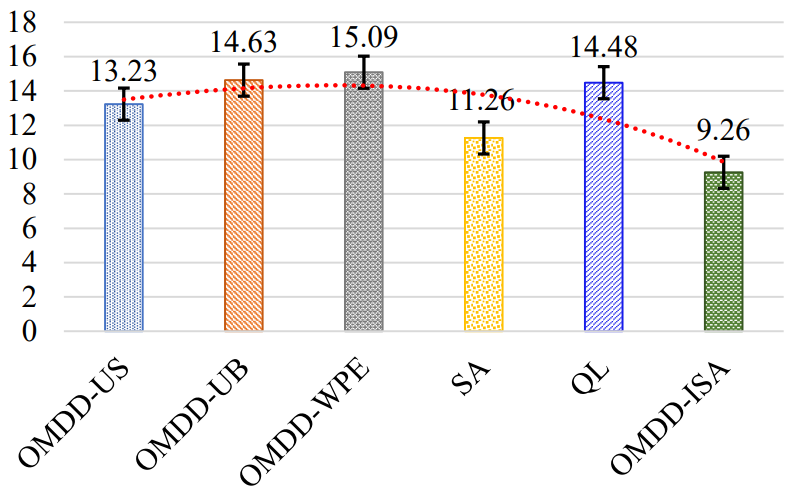 18
16
14
12
10
8
6
4
2
0
13.23
14.63
15.09
11.26
14.48
9.26
OMDD-US
OMDD-UB
OMDD-WPE
SA
QL
OMDD-ISA